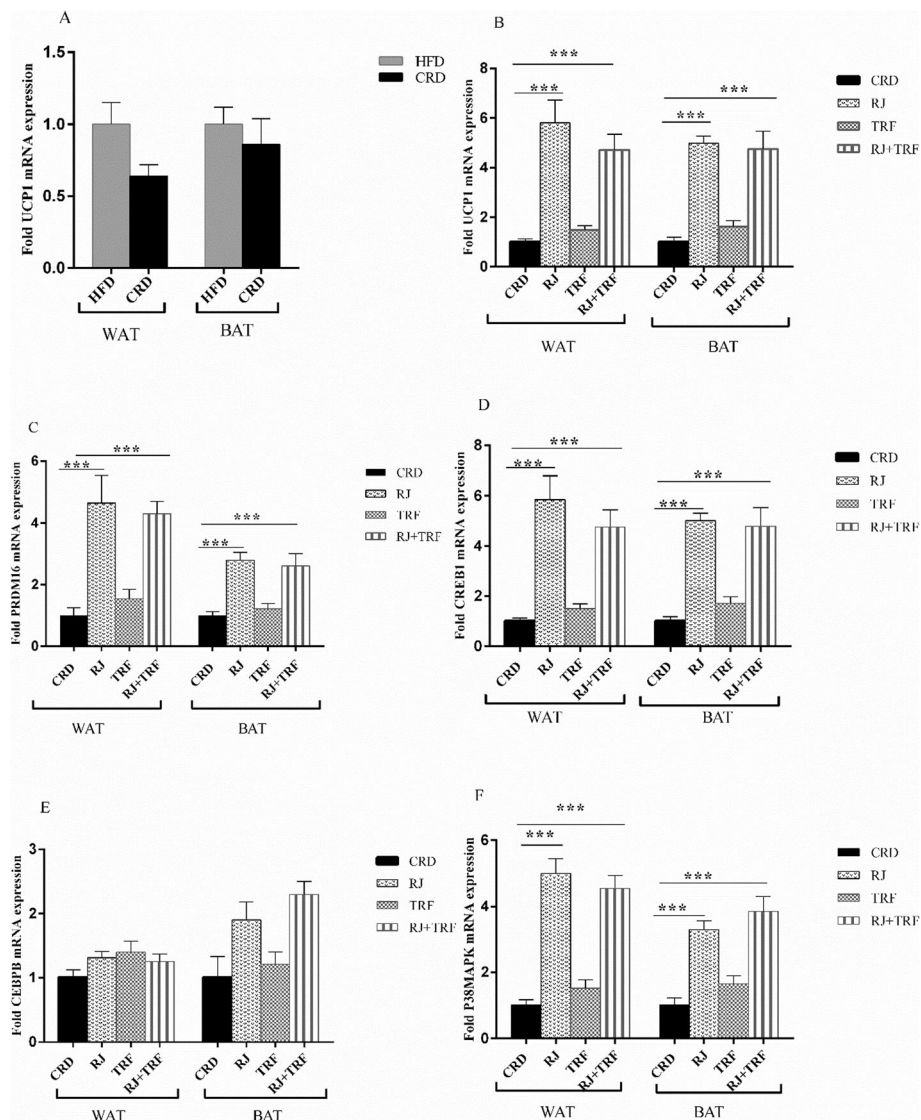 A
Fold UCP1 mRNA expression
1.5
1.0
0.5
0.0
HFD
CRD
HFD
CRD
HFD
CRD
WAT
BAT
B
Fold UCP1 mRNA expression
8
6
4
2
0
***
***
***
***
CRD
RJ
TRF
RJ+TRF
CRD
RJ
TRF
RJ+TRF
CRD
RJ
TRF
RJ+TRF
WAT
BAT
C
Fold PRDM16 mRNA expression
6
4
2
0
***
***
***
***
CRD
RJ
TRF
RJ+TRF
CRD
RJ
TRF
RJ+TRF
CRD
RJ
TRF
RJ+TRF
WAT
BAT
D
Fold CREB1 mRNA expression
8
6
4
2
0
***
***
***
***
CRD
RJ
TRF
RJ+TRF
CRD
RJ
TRF
RJ+TRF
CRD
RJ
TRF
RJ+TRF
WAT
BAT
E
Fold CEBPB mRNA expression
3
2
1
0
CRD
RJ
TRF
RJ+TRF
CRD
RJ
TRF
RJ+TRF
CRD
RJ
TRF
RJ+TRF
WAT
BAT
F
Fold P38MAPK mRNA expression
6
4
2
0
***
***
***
***
CRD
RJ
TRF
RJ+TRF
CRD
RJ
TRF
RJ+TRF
CRD
RJ
TRF
RJ+TRF
WAT
BAT